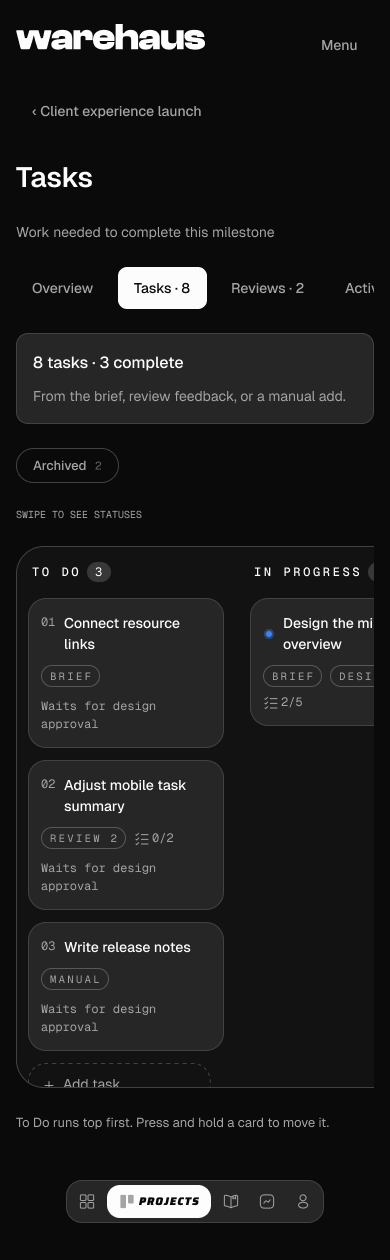 warehaus
Menu
‹ Client experience launch
Tasks
Work needed to complete this milestone
Overview
Tasks · 8
Reviews · 2
8 tasks · 3 complete
From the brief, review feedback, or a manual add.
Archived 2
SWIPE TO SEE STATUSES
TO DO 3
01 Connect resource
links
BRIEF
Waits for design
approval
02 Adjust mobile task
summary
REVIEW 2 0/2
Waits for design
approval
03 Write release notes
MANUAL
Waits for design
approval
+ Add task
IN PROGRESS
Design the mi
overview
BRIEF DESI
2/5
To Do runs top first. Press and hold a card to move it.
PROJECTS